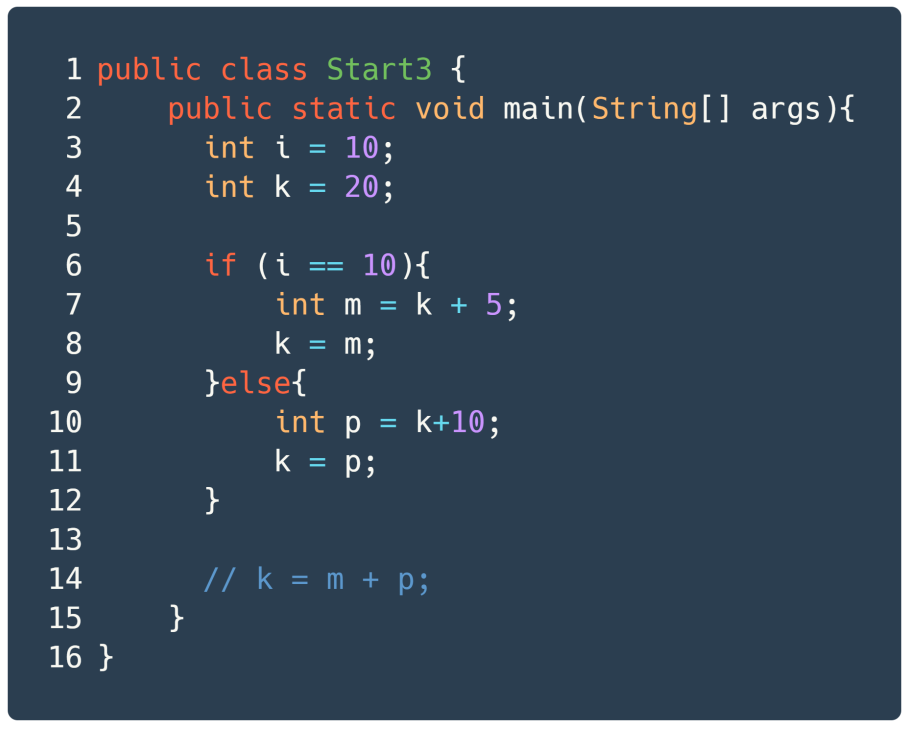 1 public class Start3 {
2     public static void main(String[] args){
3       int i = 10;
4       int k = 20;
5
6       if (i == 10){
7           int m = k + 5;
8           k = m;
9       }else{
10           int p = k+10;
11           k = p;
12       }
13
14       // k = m + p;
15     }
16 }